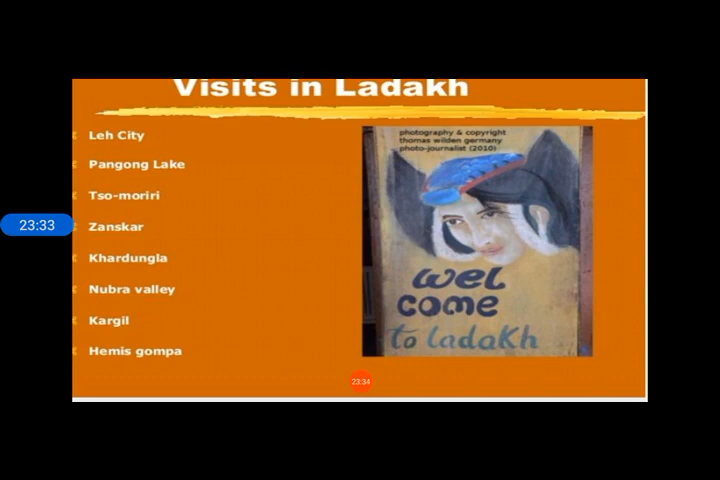 Visits in Ladakh
Leh City
Pangong Lake
Tso-moriri
Zanskar
Khardungla
Nubra valley
Kargil
Hemis gompa
photography & copyright
thomas wilden germany
photo-journalist (2010)
wel
come
to ladakh
23:33
23:34